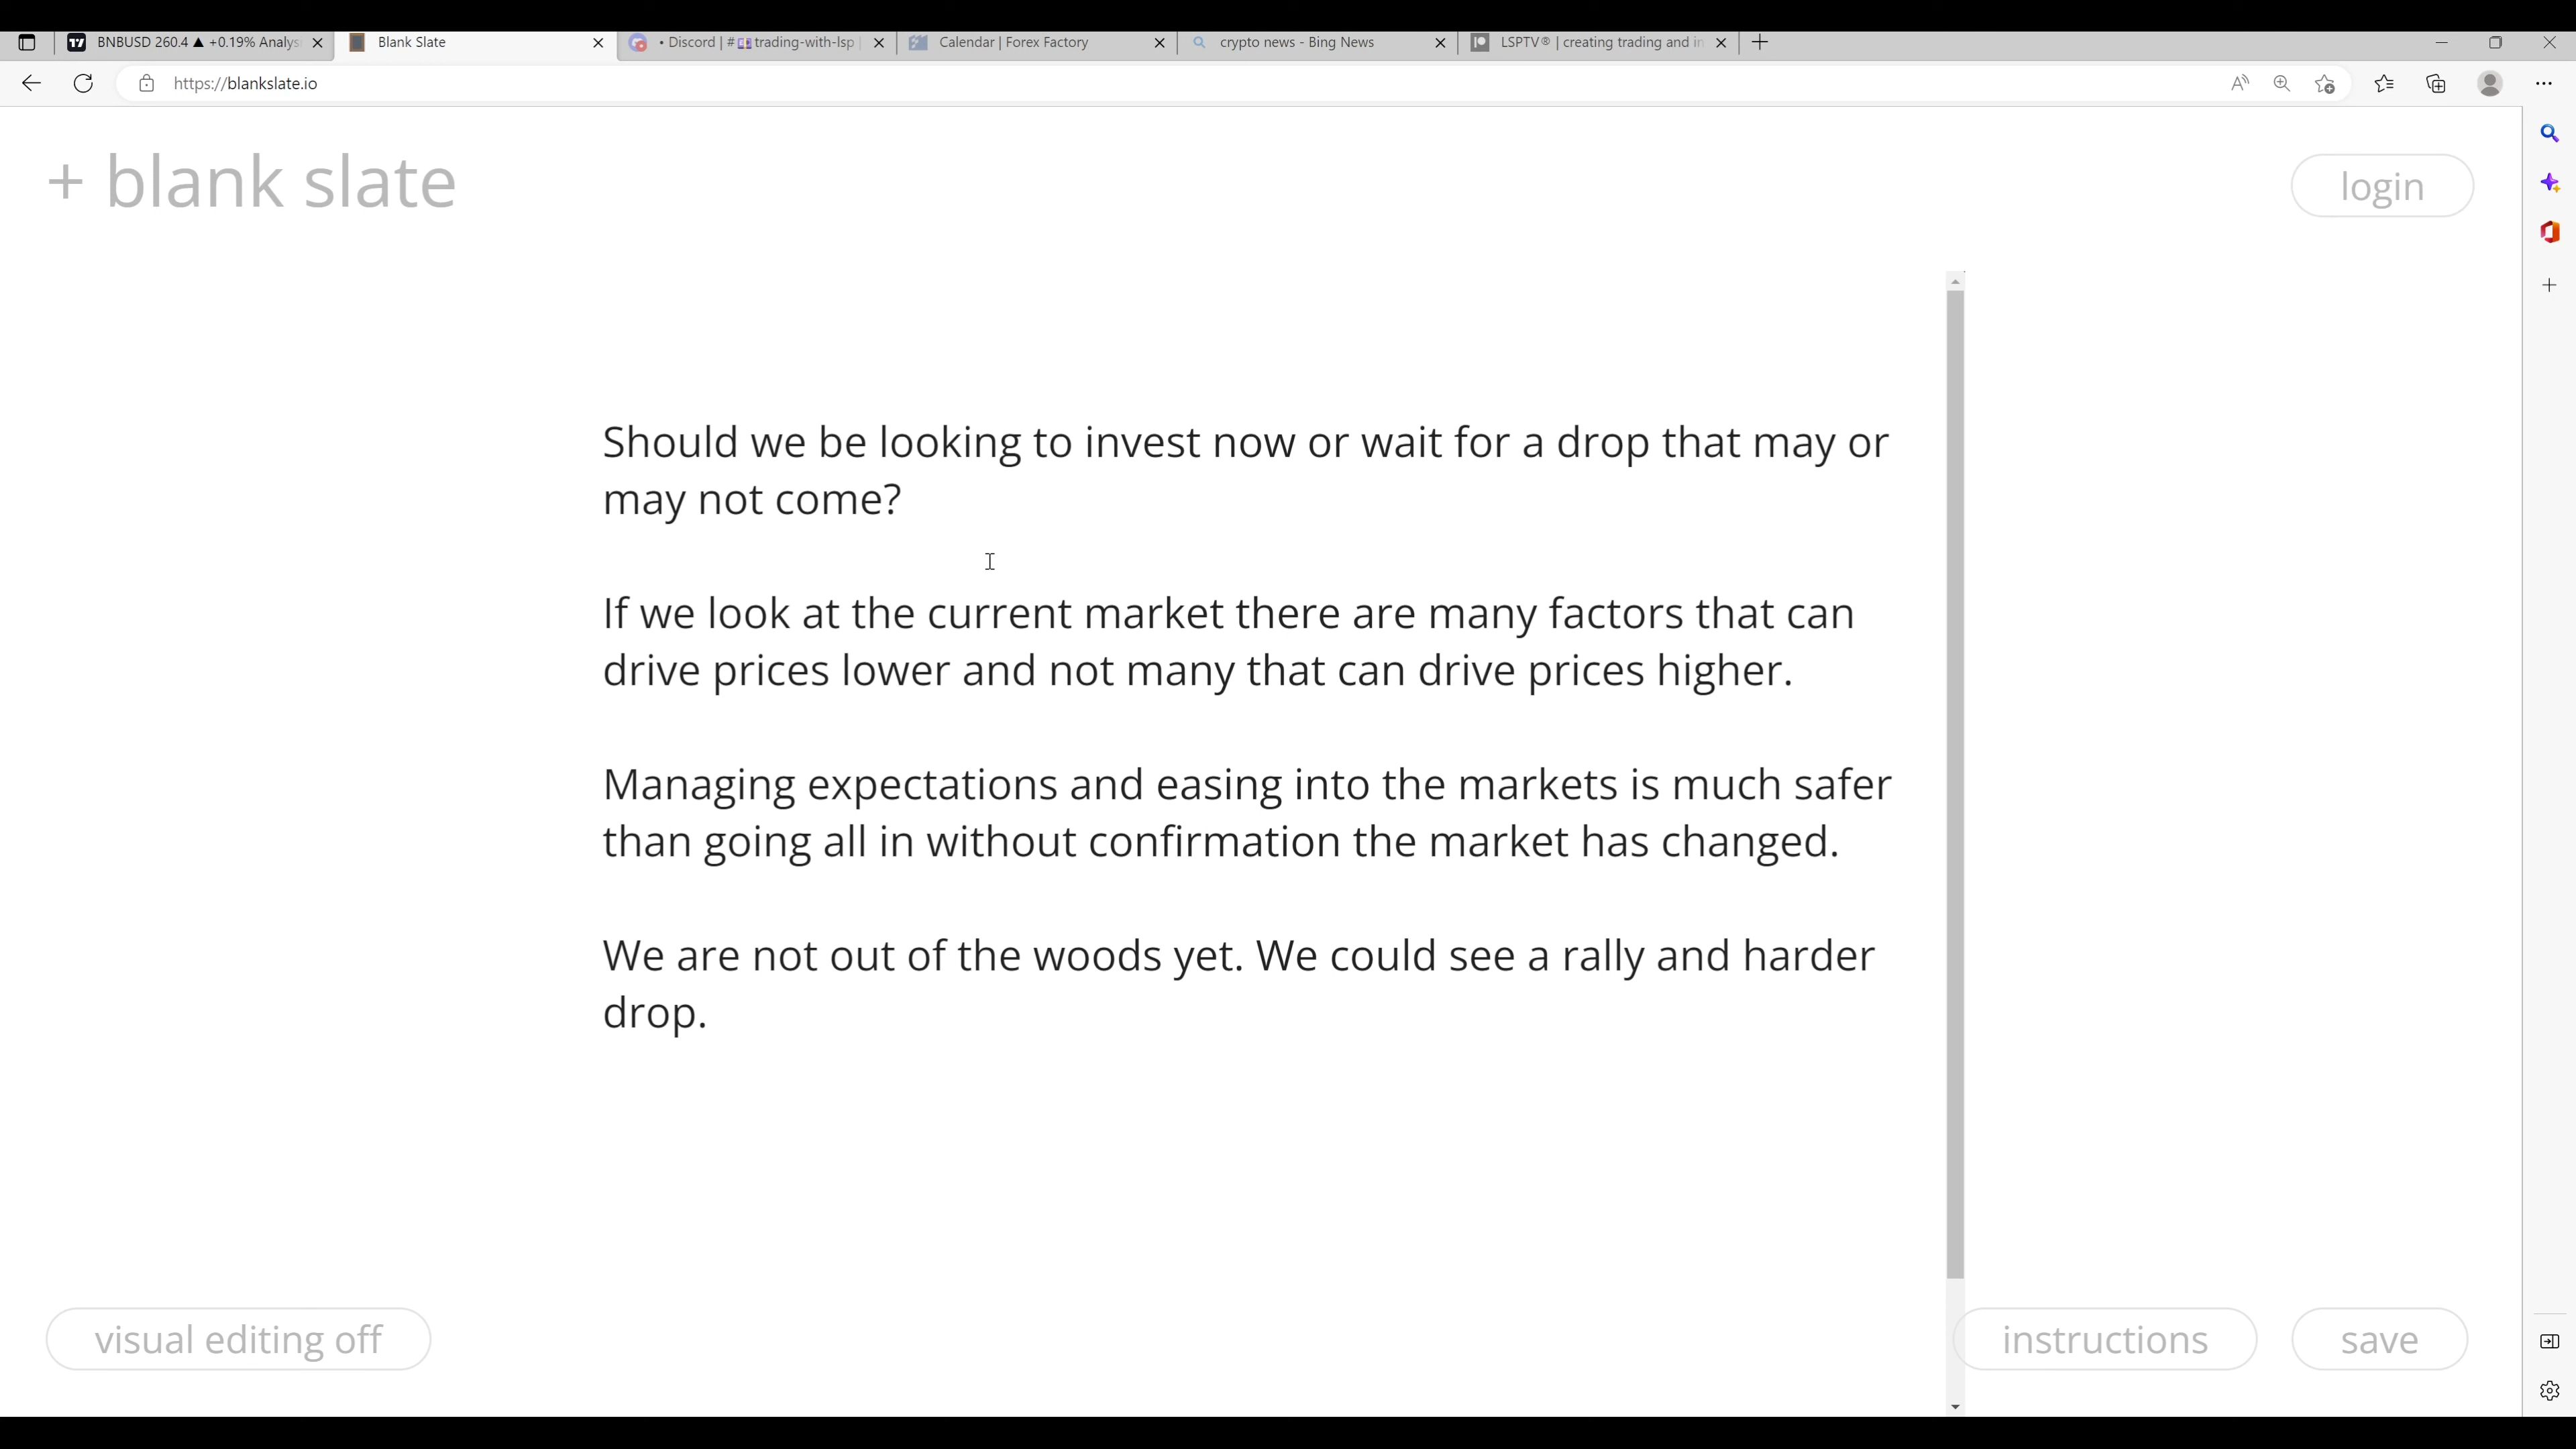 BNBUSD 260.4 ▲ +0.19% Analys
Blank Slate
• Discord | # trading-with-lsp |
Calendar | Forex Factory
crypto news - Bing News
LSPTV® | creating trading and in
https://blankslate.io
+ blank slate
login
Should we be looking to invest now or wait for a drop that may or
may not come?
If we look at the current market there are many factors that can
drive prices lower and not many that can drive prices higher.
Managing expectations and easing into the markets is much safer
than going all in without confirmation the market has changed.
We are not out of the woods yet. We could see a rally and harder
drop.
visual editing off
instructions
save